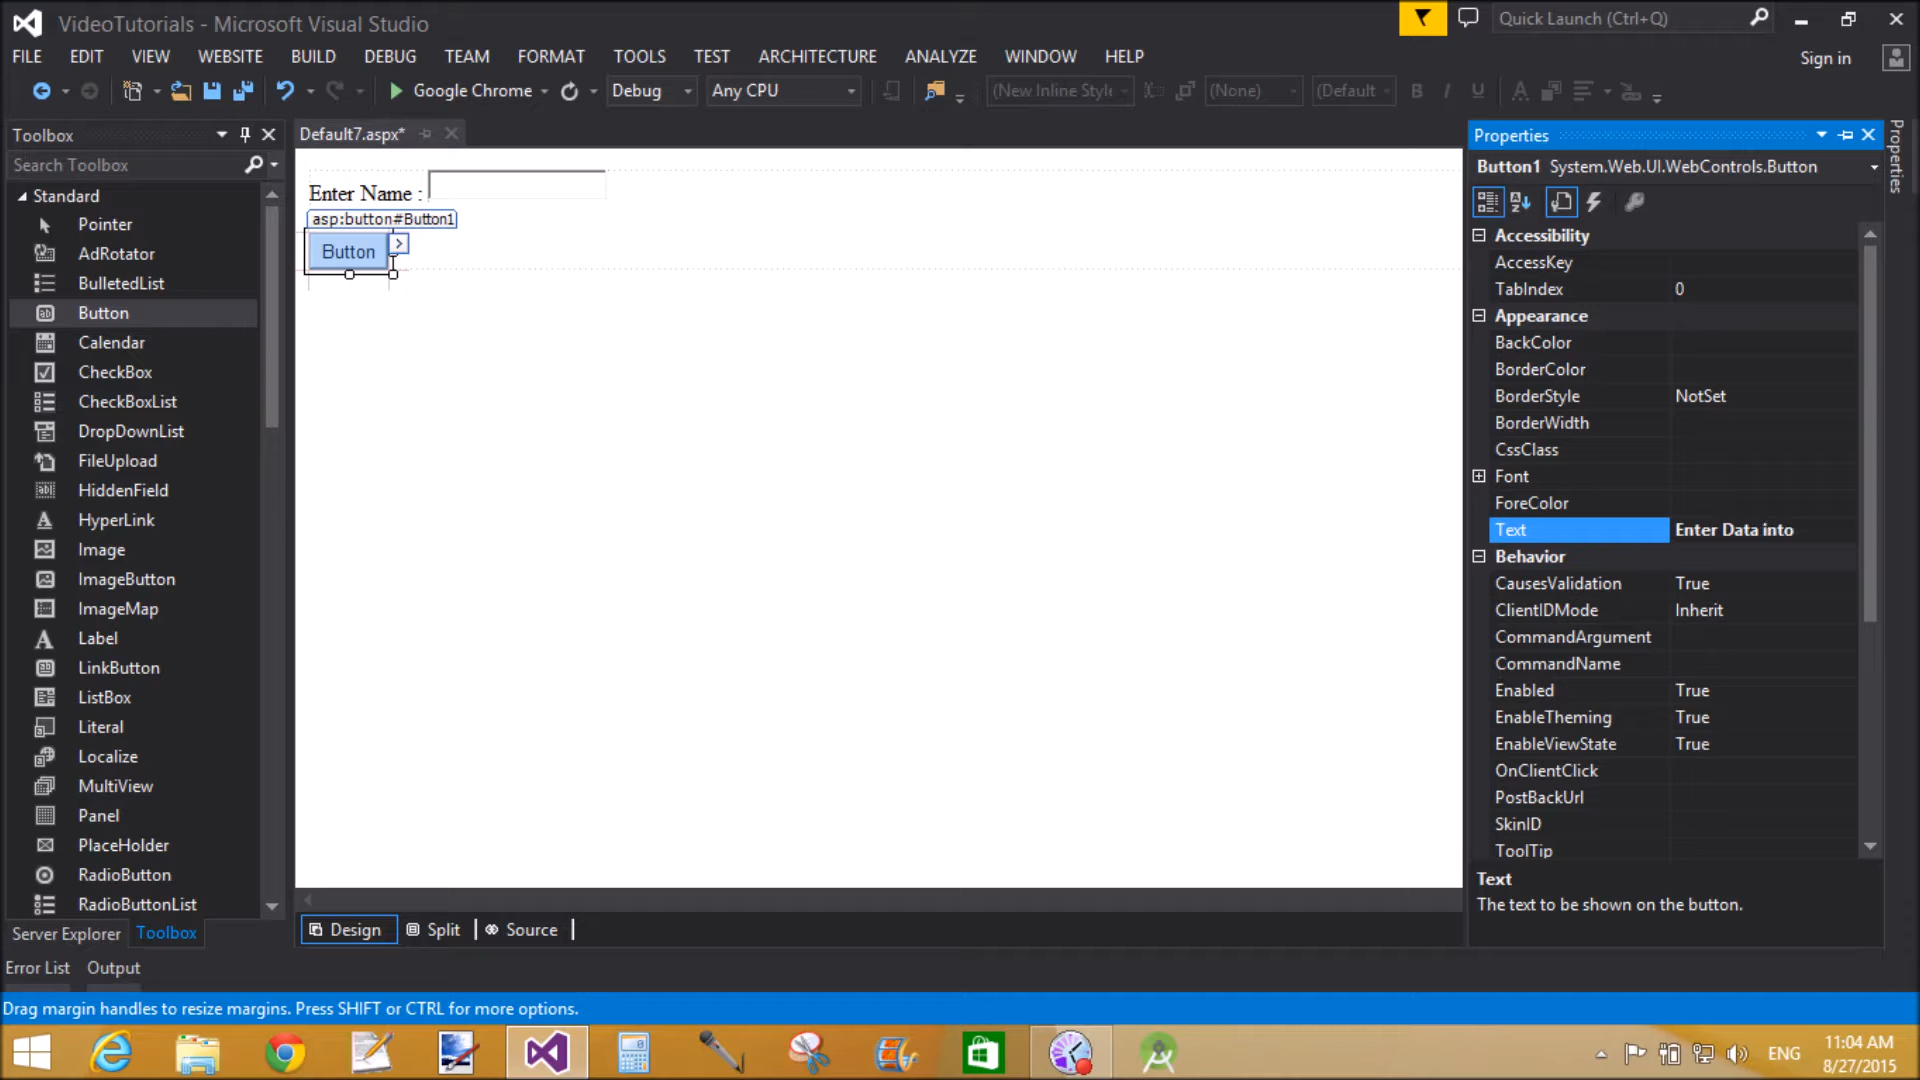 VideoTutorials - Microsoft Visual Studio
Quick Launch (Ctrl+Q)
FILE EDIT VIEW WEBSITE BUILD DEBUG TEAM FORMAT TOOLS TEST ARCHITECTURE ANALYZE WINDOW HELP
Sign in
Google Chrome Debug Any CPU (New Inline Style (None) (Default
Toolbox
Search Toolbox
Standard
Pointer
AdRotator
BulletedList
Button
Calendar
CheckBox
CheckBoxList
DropDownList
FileUpload
HiddenField
HyperLink
Image
ImageButton
ImageMap
Label
LinkButton
ListBox
Literal
Localize
MultiView
Panel
PlaceHolder
RadioButton
RadioButtonList
Server Explorer Toolbox
Default7.aspx*
Enter Name :
asp:button#Button1
Button
Design Split Source
Properties
Button1 System.Web.UI.WebControls.Button
Accessibility
AccessKey
TabIndex 0
Appearance
BackColor
BorderColor
BorderStyle NotSet
BorderWidth
CssClass
Font
ForeColor
Text Enter Data into
Behavior
CausesValidation True
ClientIDMode Inherit
CommandArgument
CommandName
Enabled True
EnableTheming True
EnableViewState True
OnClientClick
PostBackUrl
SkinID
ToolTip
Text
The text to be shown on the button.
Properties
Error List Output
Drag margin handles to resize margins. Press SHIFT or CTRL for more options.
ENG
11:04 AM
8/27/2015